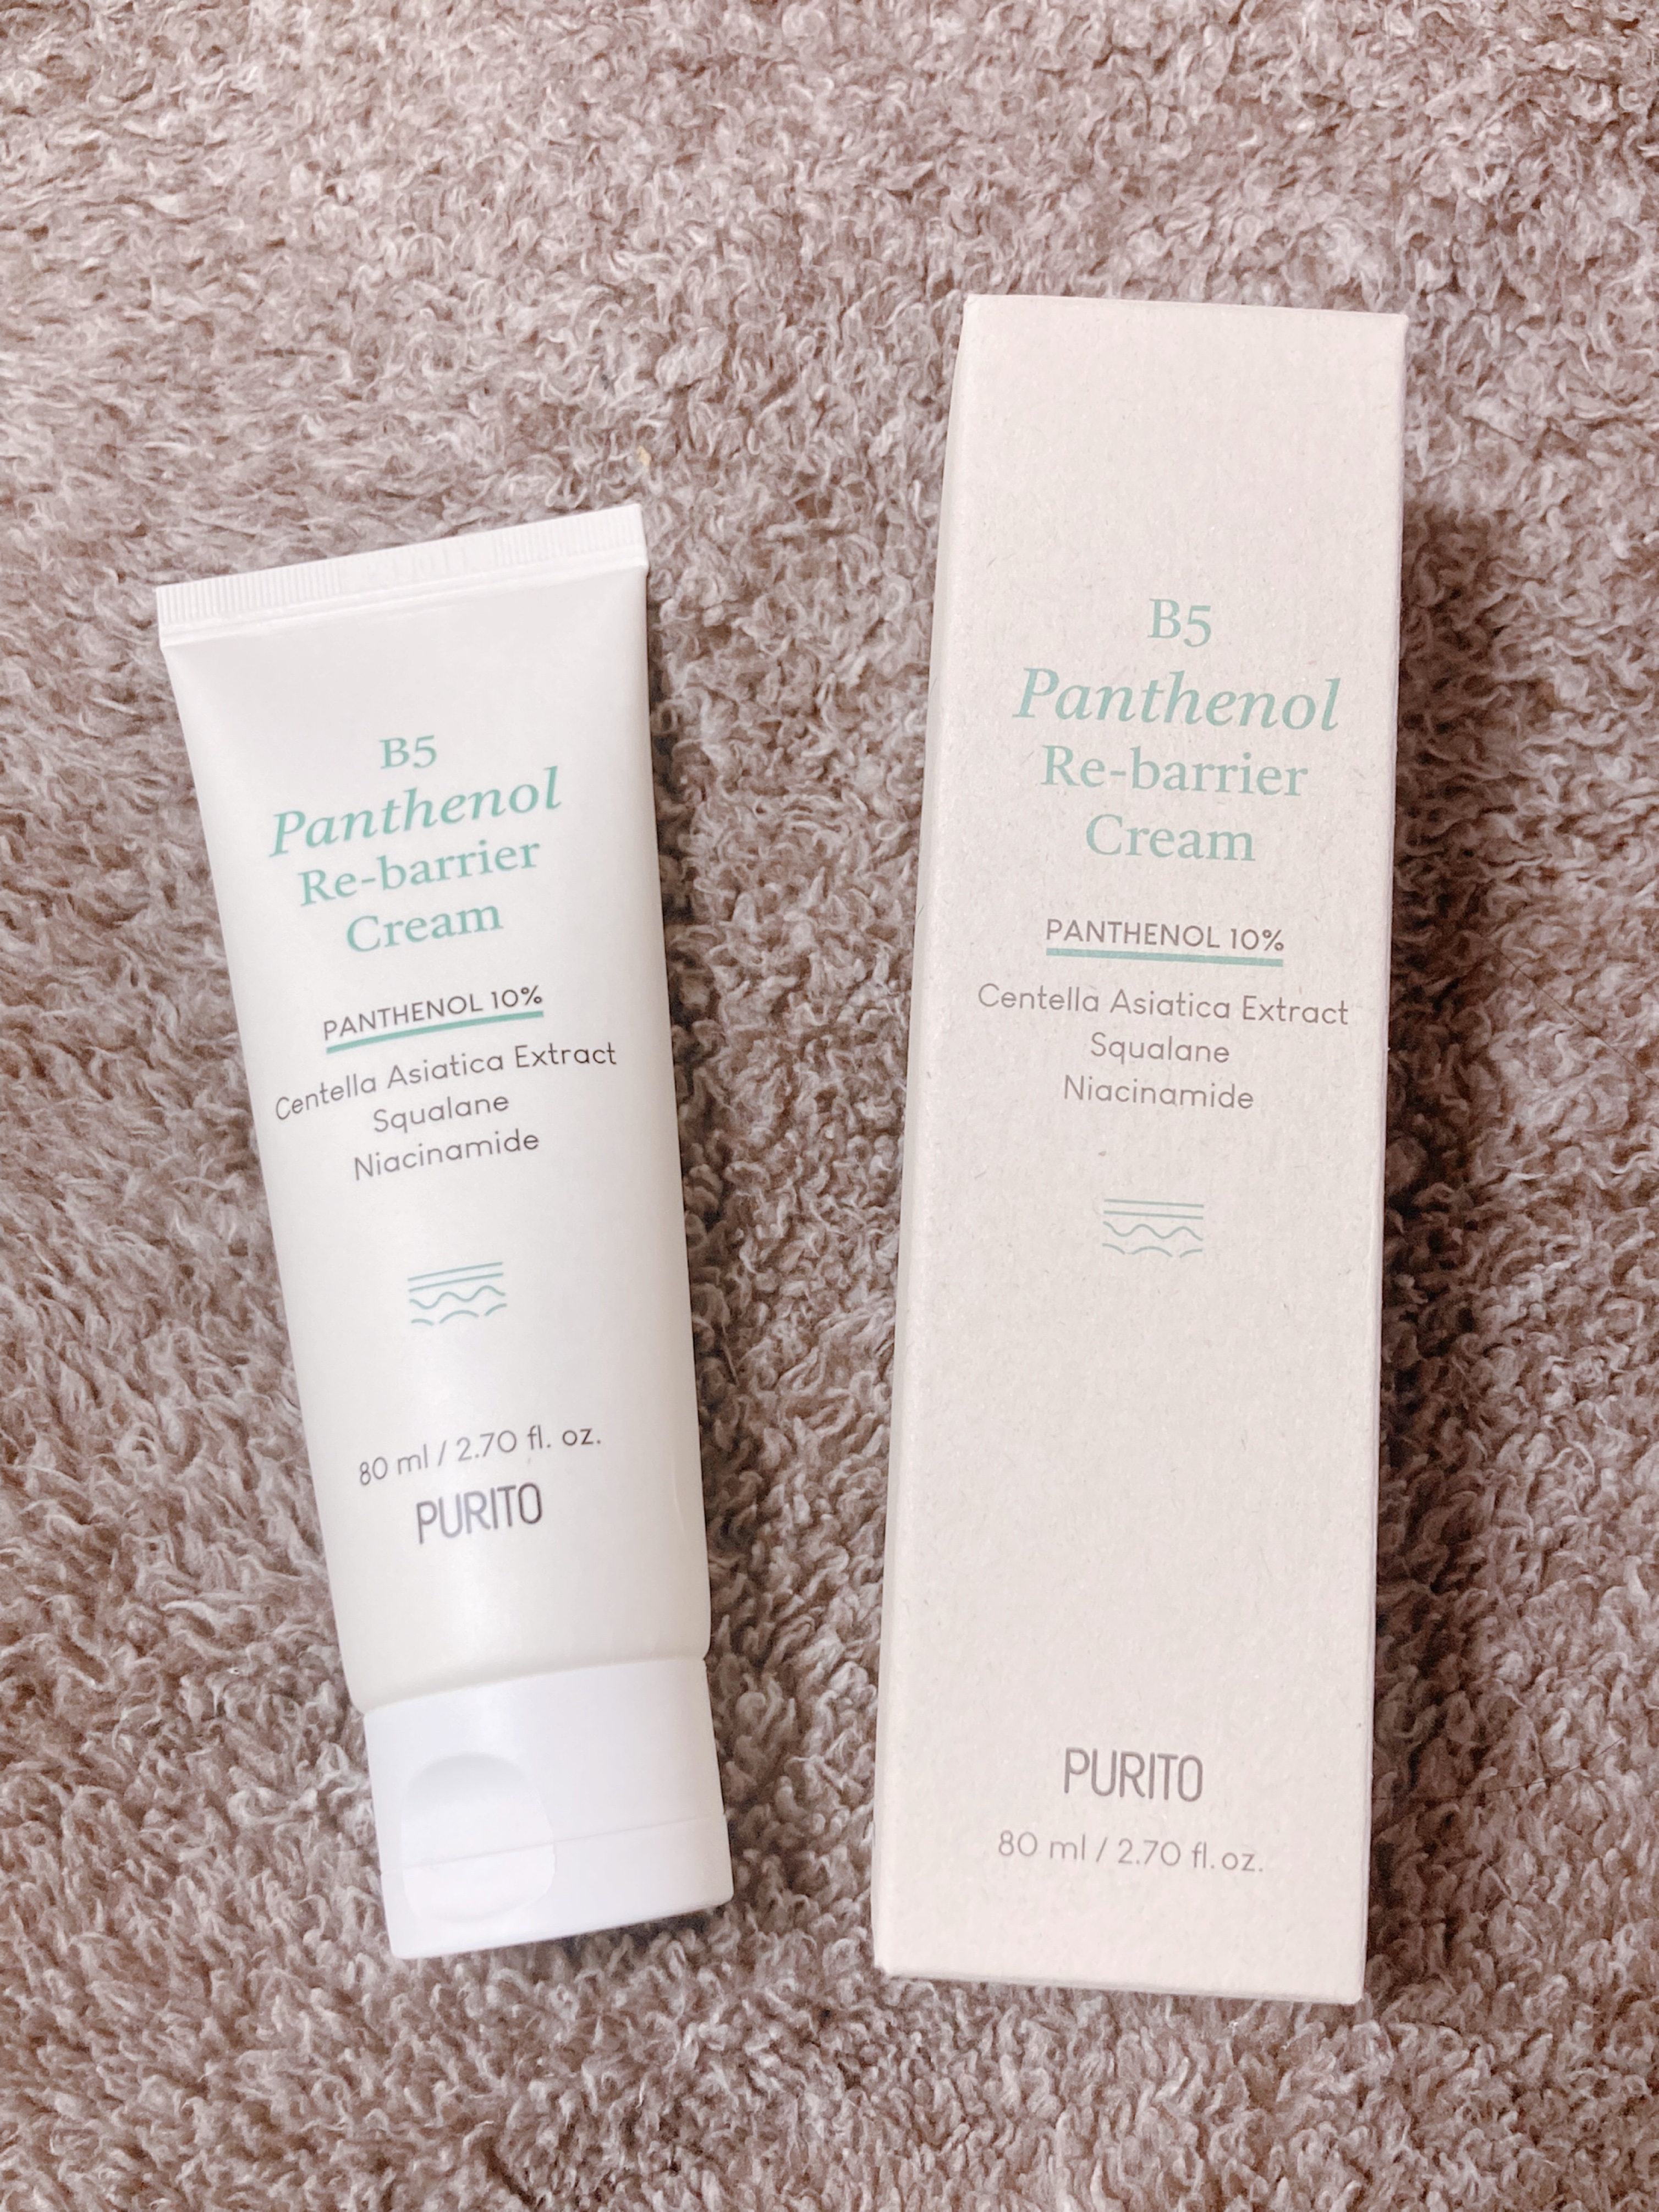 B5
Panthenol
Re-barrier
Cream
PANTHENOL 10%
Centella Asiatica Extract
Squalane
Niacinamide
80 ml / 2.70 fl. oz.
PURITO
B5
Panthenol
Re-barrier
Cream
PANTHENOL 10%
Centella Asiatica Extract
Squalane
Niacinamide
PURITO
80 ml / 2.70 fl. oz.